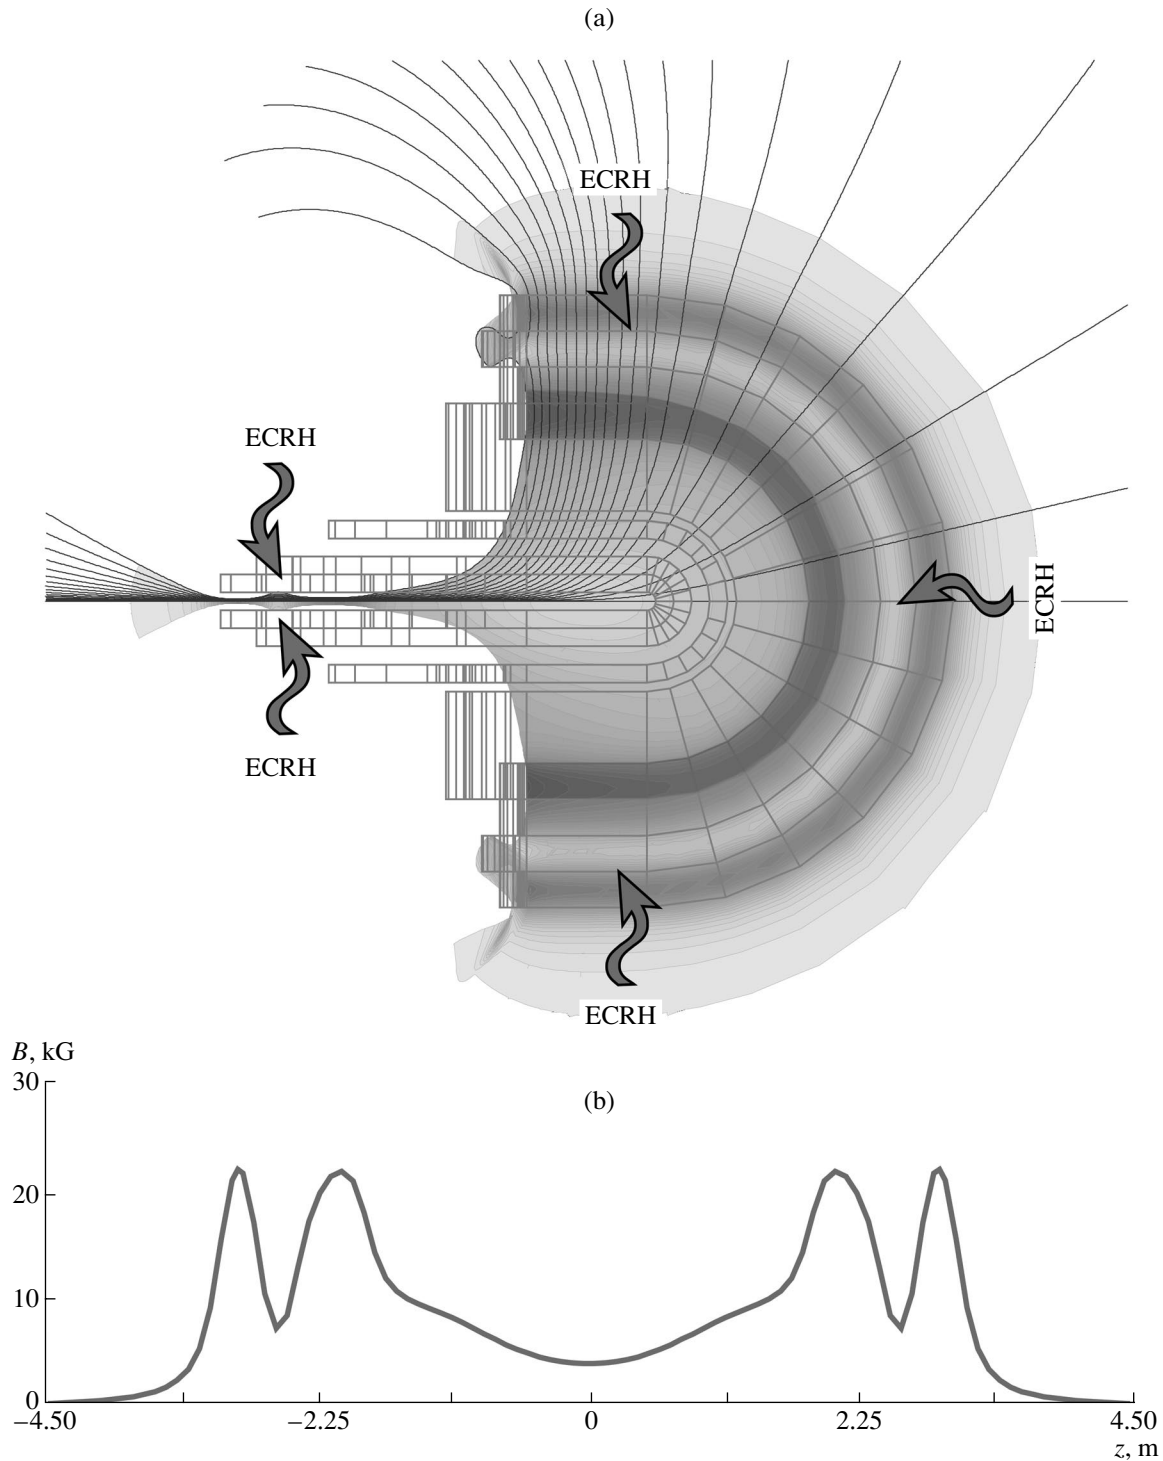 (a)
ECRH
ECRH
ECRH
ECRH
ECRH
B, kG
30
(b)
20
10
0
−4.50
−2.25
0
2.25
4.50
z, m